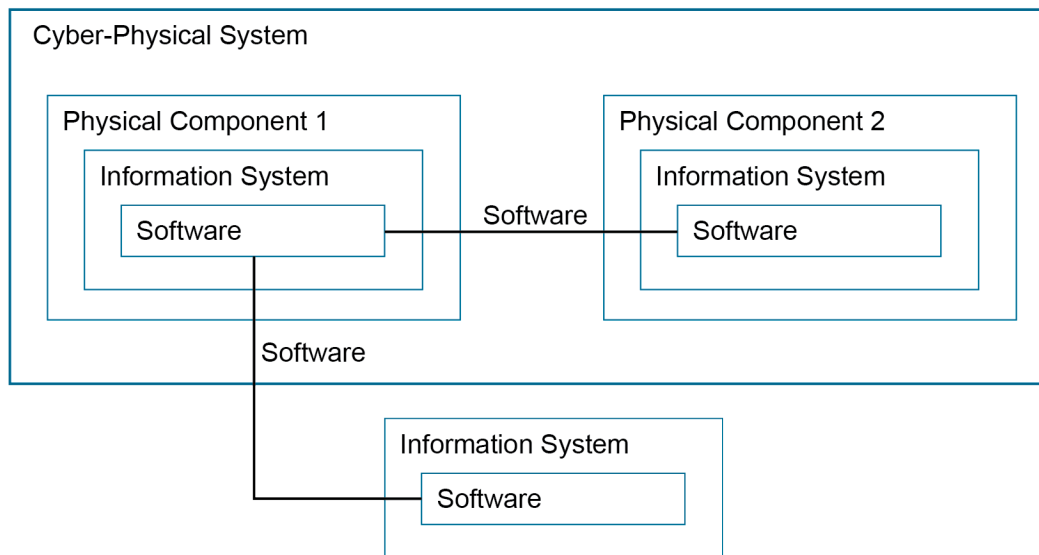 Cyber-Physical System
Physical Component 1
Physical Component 2
Information System
Information System
Software
Software
Software
Software
Information System
Software